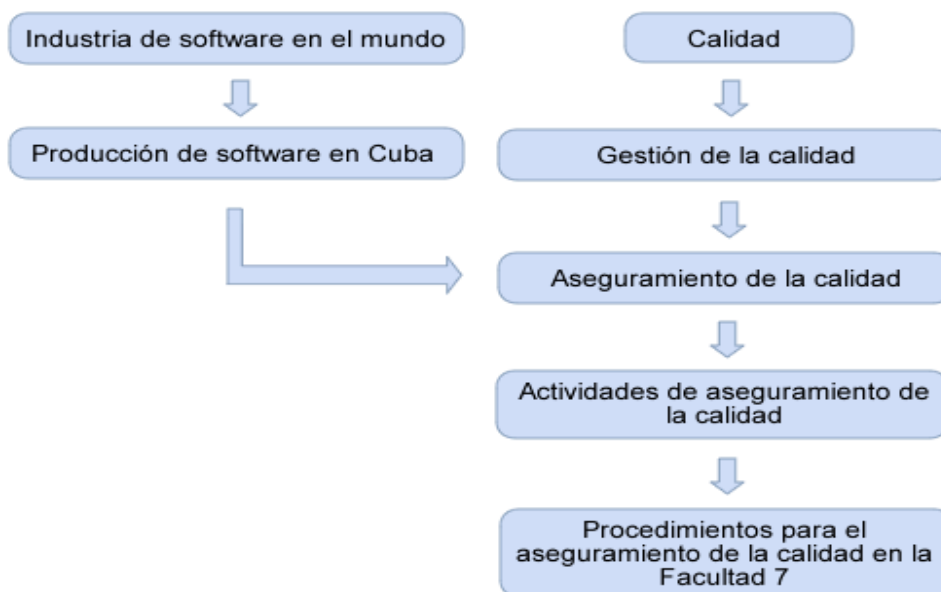 Industria de software en el mundo
Calidad
Producción de software en Cuba
Gestión de la calidad
Aseguramiento de la calidad
Actividades de aseguramiento de
la calidad
Procedimientos para el
aseguramiento de la calidad en la
Facultad 7